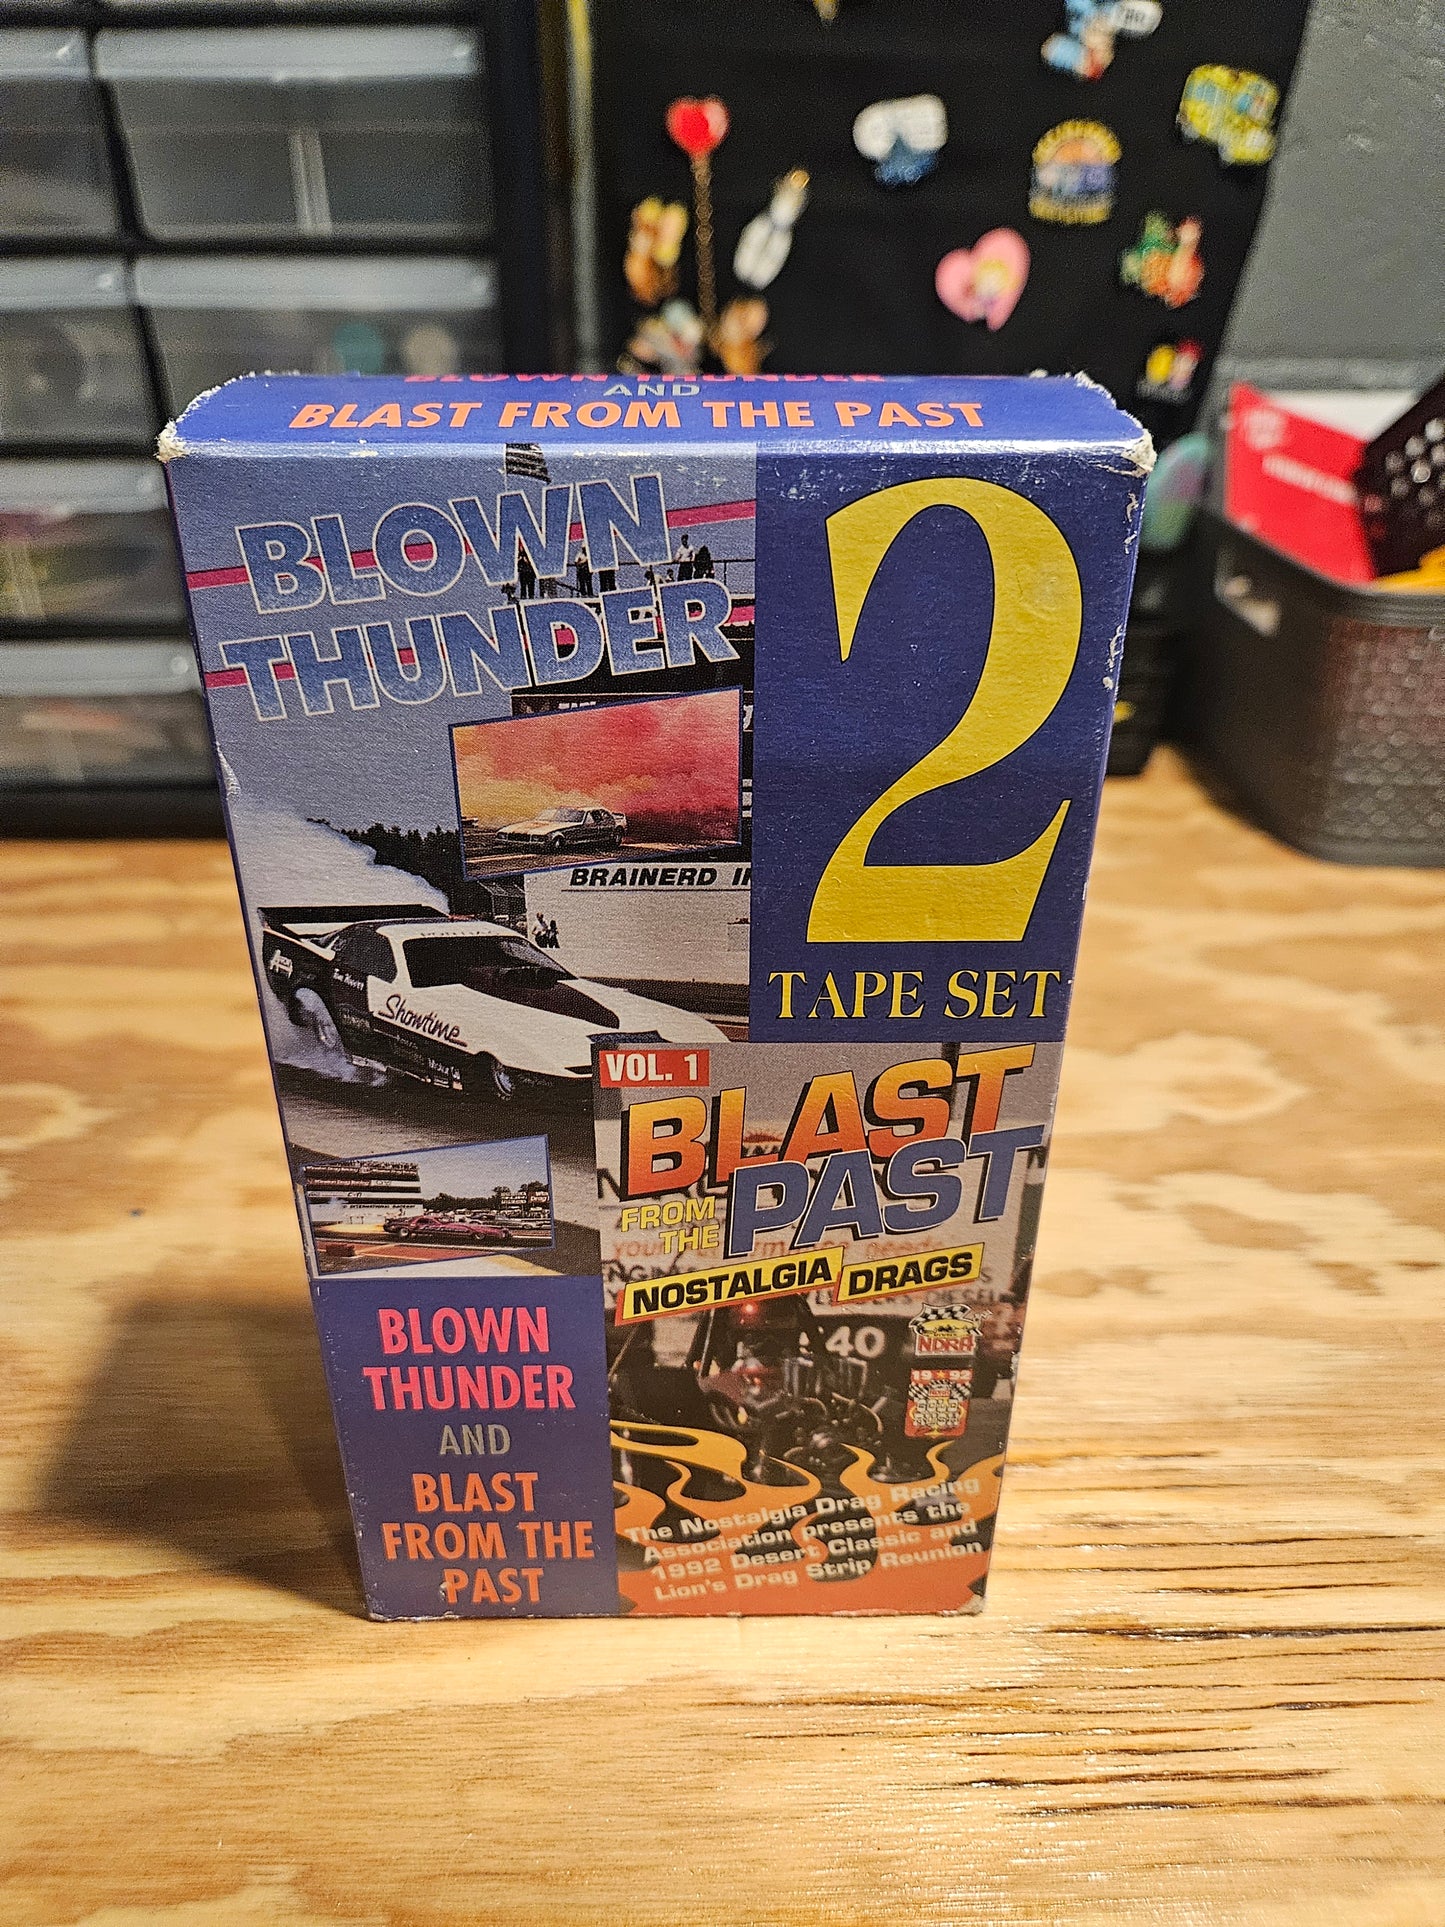 BLOWN THUNDER
AND
BLAST FROM THE PAST
BLOWN
THUNDER
2
TAPE SET
BRAINERD
Showtime
VOL. 1
BLAST
FROM
THE
PAST
NOSTALGIA DRAGS
40
NDRA
19 92
BLOWN
THUNDER
AND
BLAST
FROM THE
PAST
The Nostalgia Drag Racing
Association presents the
1992 Desert Classic and
Lion's Drag Strip Reunion